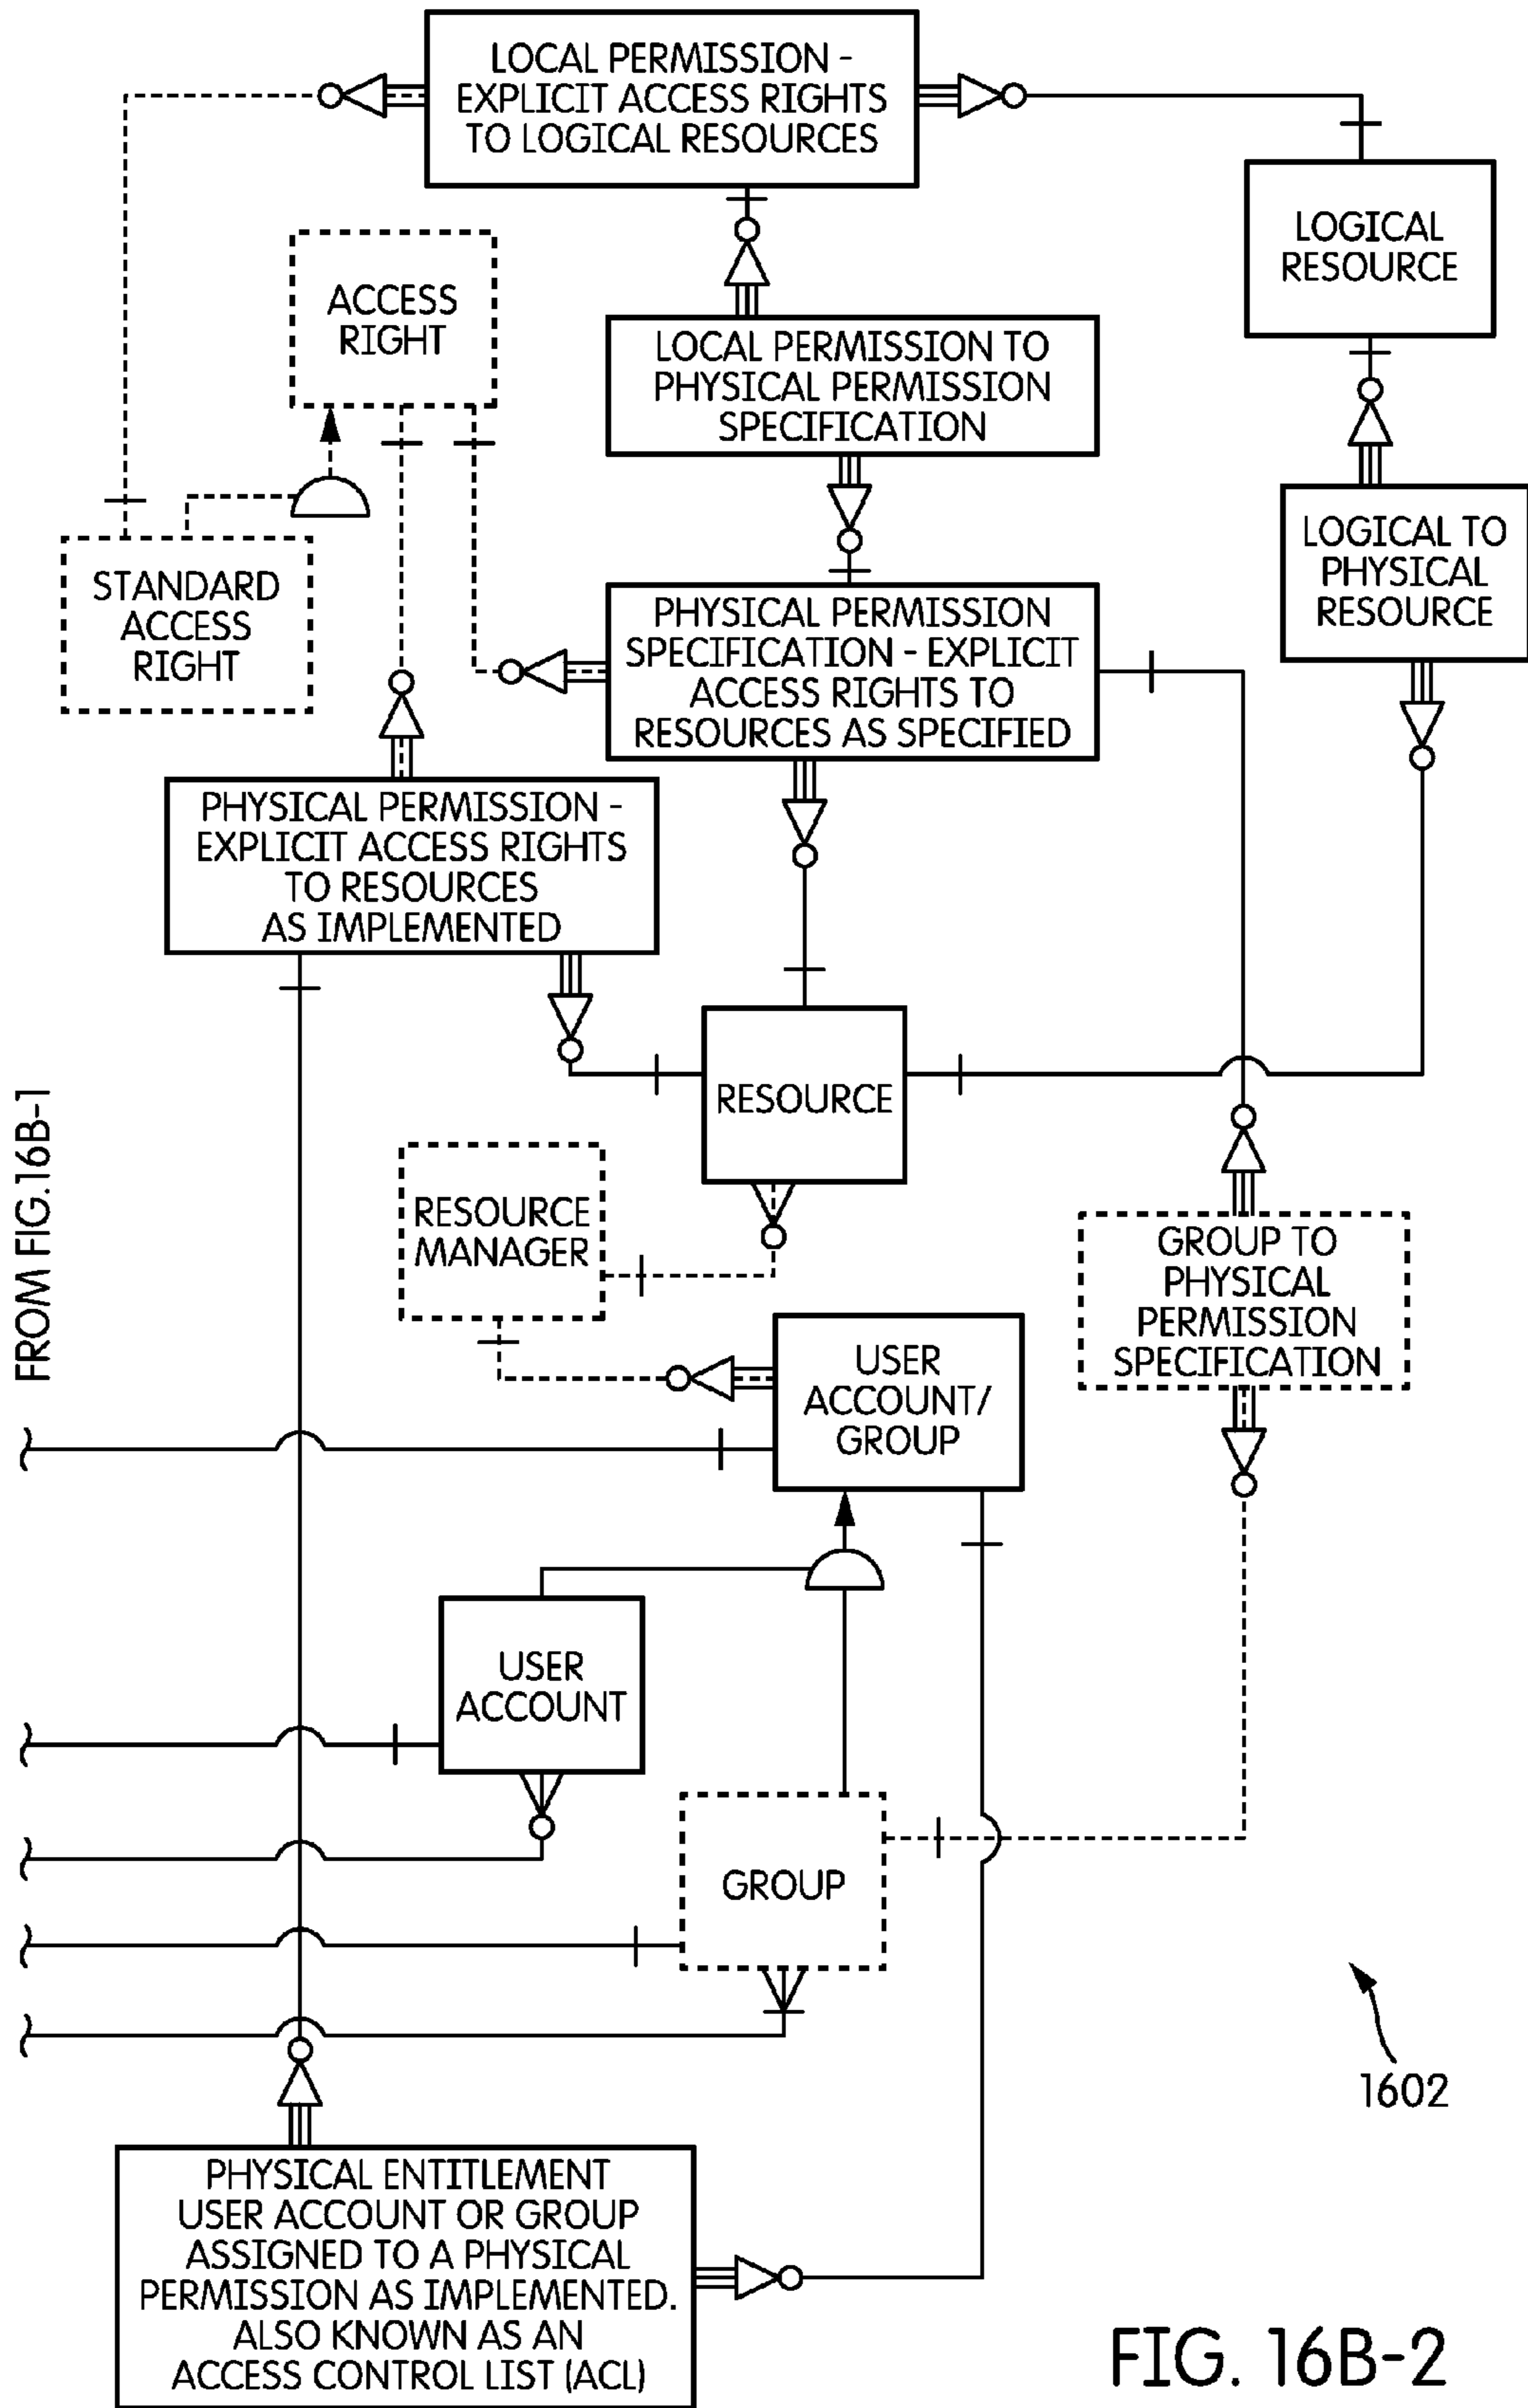 LOCAL PERMISSION -
EXPLICIT ACCESS RIGHTS
TO LOGICAL RESOURCES
LOGICAL
RESOURCE
ACCESS
RIGHT
LOCAL PERMISSION TO
PHYSICAL PERMISSION
SPECIFICATION
LOGICAL TO
PHYSICAL
RESOURCE
STANDARD
ACCESS
RIGHT
PHYSICAL PERMISSION
SPECIFICATION - EXPLICIT
ACCESS RIGHTS TO
RESOURCES AS SPECIFIED
PHYSICAL PERMISSION -
EXPLICIT ACCESS RIGHTS
TO RESOURCES
AS IMPLEMENTED
RESOURCE
FROM FIG.16B-1
RESOURCE
MANAGER
GROUP TO
PHYSICAL
PERMISSION
SPECIFICATION
USER
ACCOUNT/
GROUP
USER
ACCOUNT
GROUP
1602
PHYSICAL ENTITLEMENT
USER ACCOUNT OR GROUP
ASSIGNED TO A PHYSICAL
PERMISSION AS IMPLEMENTED.
ALSO KNOWN AS AN
ACCESS CONTROL LIST (ACL)
FIG. 16B-2